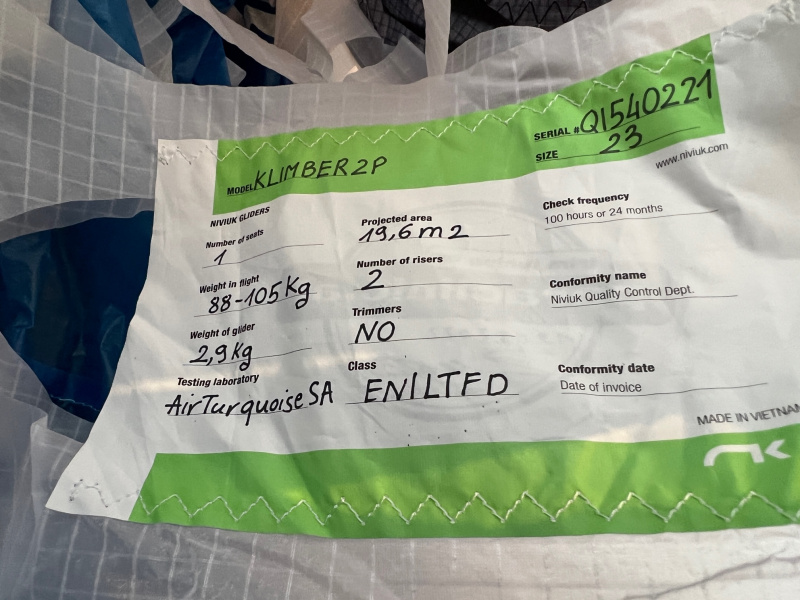 MODEL KLIMBER 2P
SERIAL # Q1540221
SIZE 23
www.niviuk.com
NIVIUK GLIDERS
Number of seats
1
Weight in flight
88-105 Kg
Weight of glider
2,9 Kg
Testing laboratory
Air Turquoise SA
Projected area
19,6 m2
Number of risers
2
Trimmers
NO
Class
EN/LTF D
Check frequency
100 hours or 24 months
Conformity name
Niviuk Quality Control Dept.
Conformity date
Date of invoice
MADE IN VIETNAM